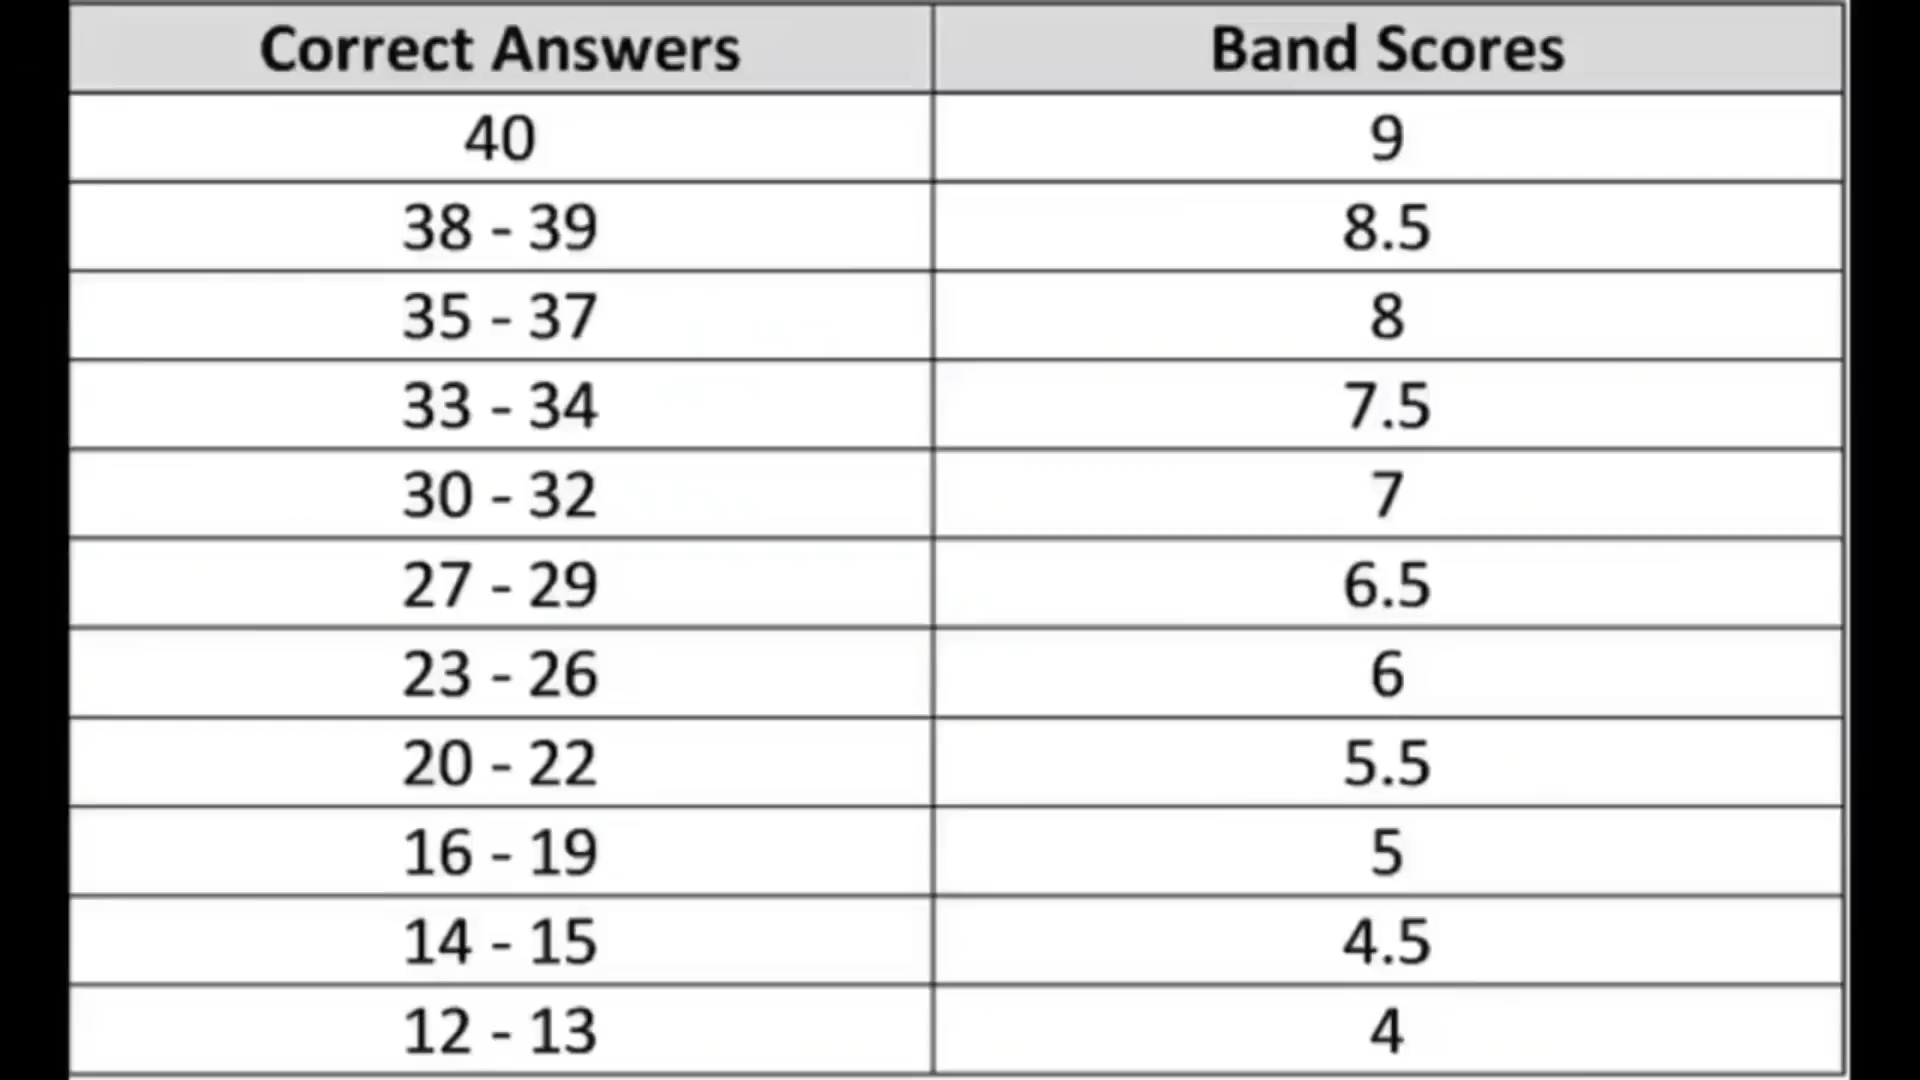 Correct Answers Band Scores
40 9
38 - 39 8.5
35 - 37 8
33 - 34 7.5
30 - 32 7
27 - 29 6.5
23 - 26 6
20 - 22 5.5
16 - 19 5
14 - 15 4.5
12 - 13 4